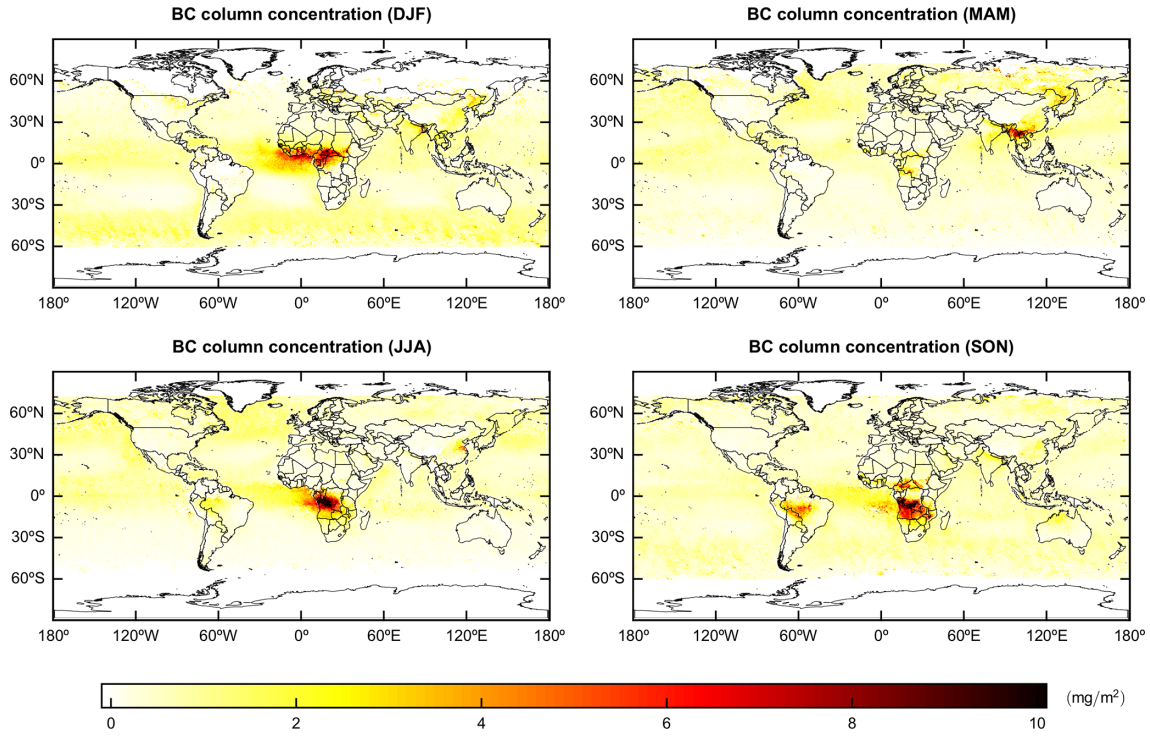 BC column concentration (DJF)
BC column concentration (MAM)
60ºN
30ºN
0º
30ºS
60ºS
180º 120ºW 60ºW 0º 60ºE 120ºE 180º
60ºN
30ºN
0º
30ºS
60ºS
180º 120ºW 60ºW 0º 60ºE 120ºE 180º
BC column concentration (JJA)
BC column concentration (SON)
60ºN
30ºN
0º
30ºS
60ºS
180º 120ºW 60ºW 0º 60ºE 120ºE 180º
60ºN
30ºN
0º
30ºS
60ºS
180º 120ºW 60ºW 0º 60ºE 120ºE 180º
(mg/m²)
0 2 4 6 8 10